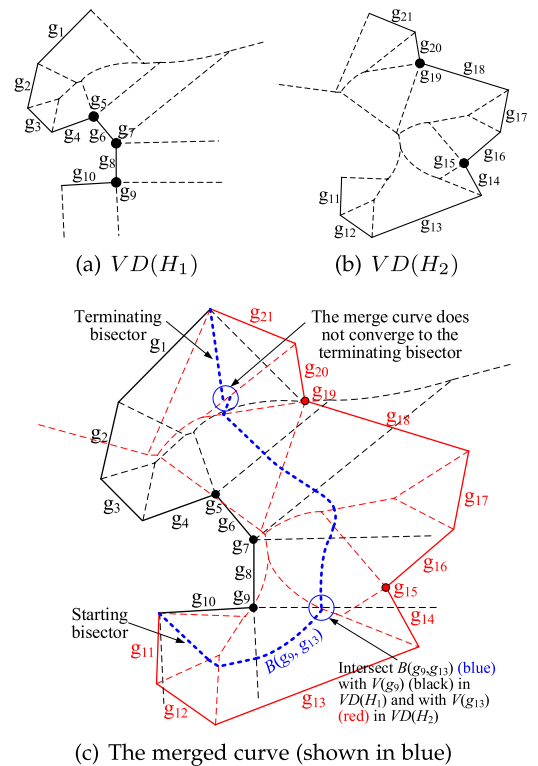 g1
g2
g3
g4
g5
g6
g7
g8
g9
g10
(a) VD(H1)
g21
g20
g19
g18
g17
g16
g15
g14
g11
g12
g13
(b) VD(H2)
Terminating
bisector
The merge curve does
not converge to the
terminating bisector
g1
g21
g20
g19
g18
g2
g17
g3
g4
g5
g6
g7
g16
g8
g15
g10
g9
g14
Starting
bisector
g11
B(g9, g13)
g12
g13
Intersect B(g9,g13) (blue)
with V(g9) (black) in
VD(H1) and with V(g13)
(red) in VD(H2)
(c) The merged curve (shown in blue)